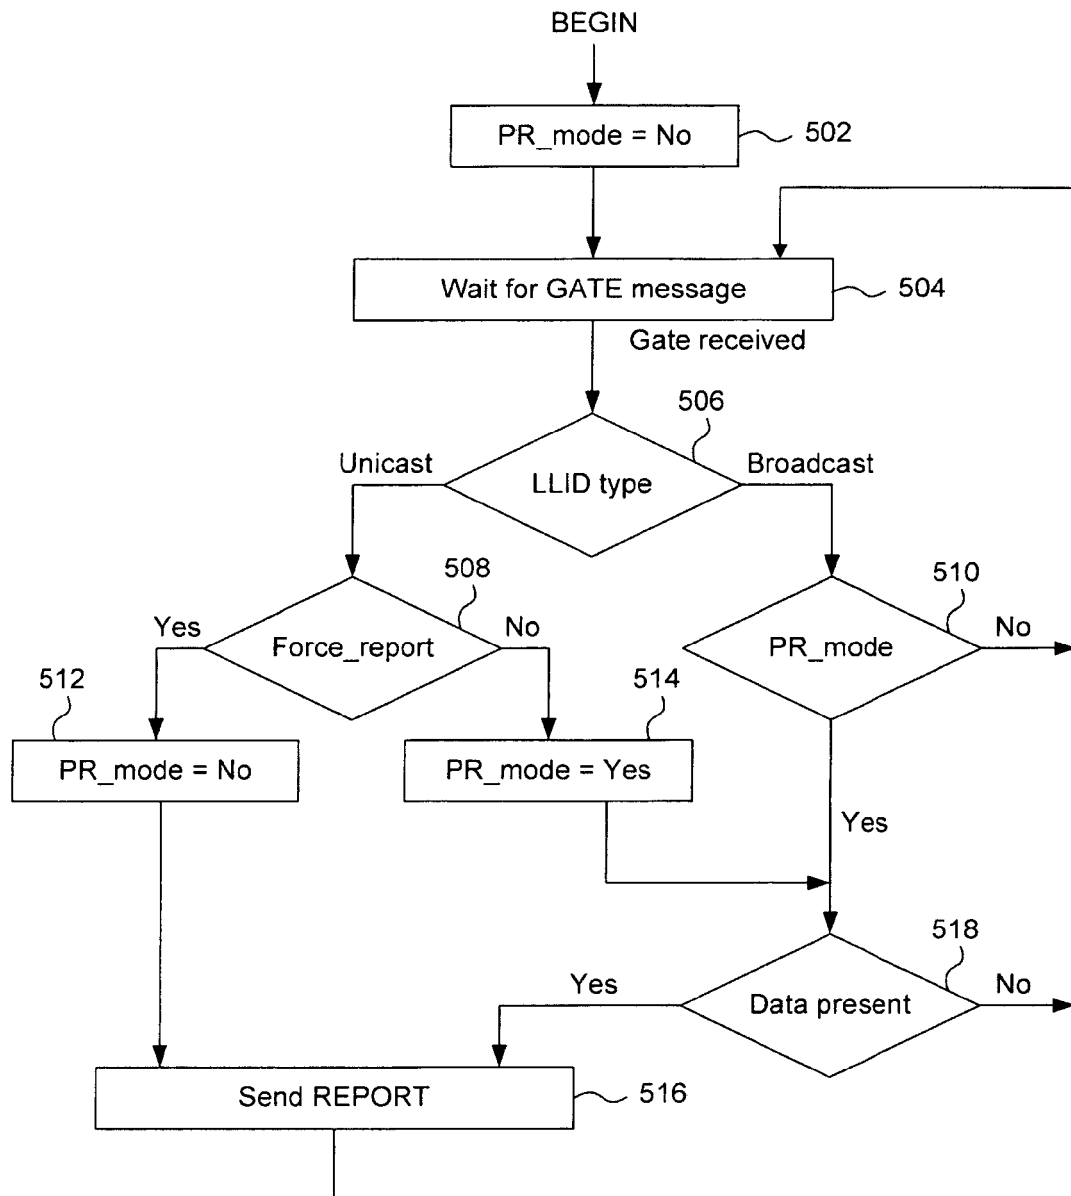 BEGIN
PR_mode = No
502
Wait for GATE message
504
Gate received
506
Unicast
LLID type
Broadcast
508
510
Yes
Force_report
No
PR_mode
No
512
514
PR_mode = No
PR_mode = Yes
Yes
518
Yes
Data present
No
Send REPORT
516